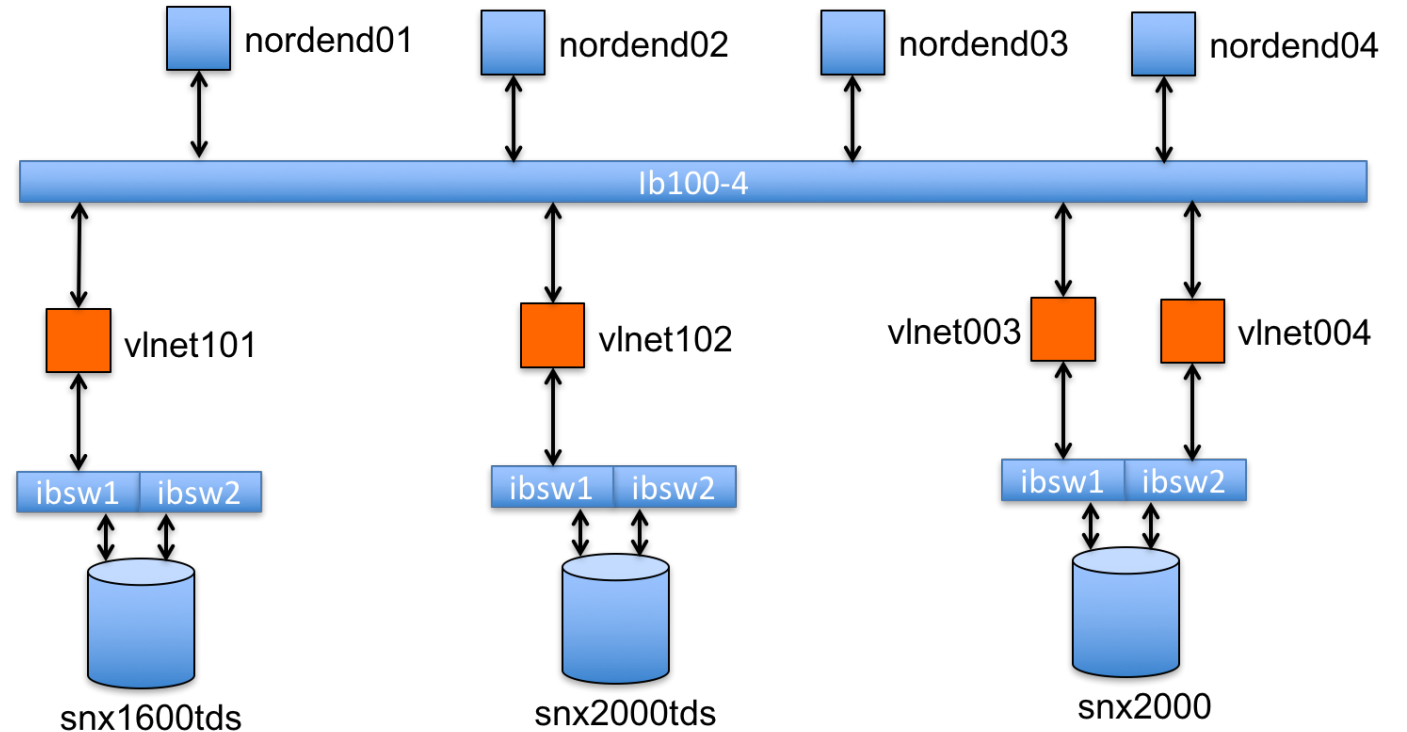 nordend01
nordend02
nordend03
nordend04
Ib100-4
vlnet101
vlnet102
vlnet003
vlnet004
ibsw1
ibsw2
ibsw1
ibsw2
ibsw1
ibsw2
snx1600tds
snx2000tds
snx2000